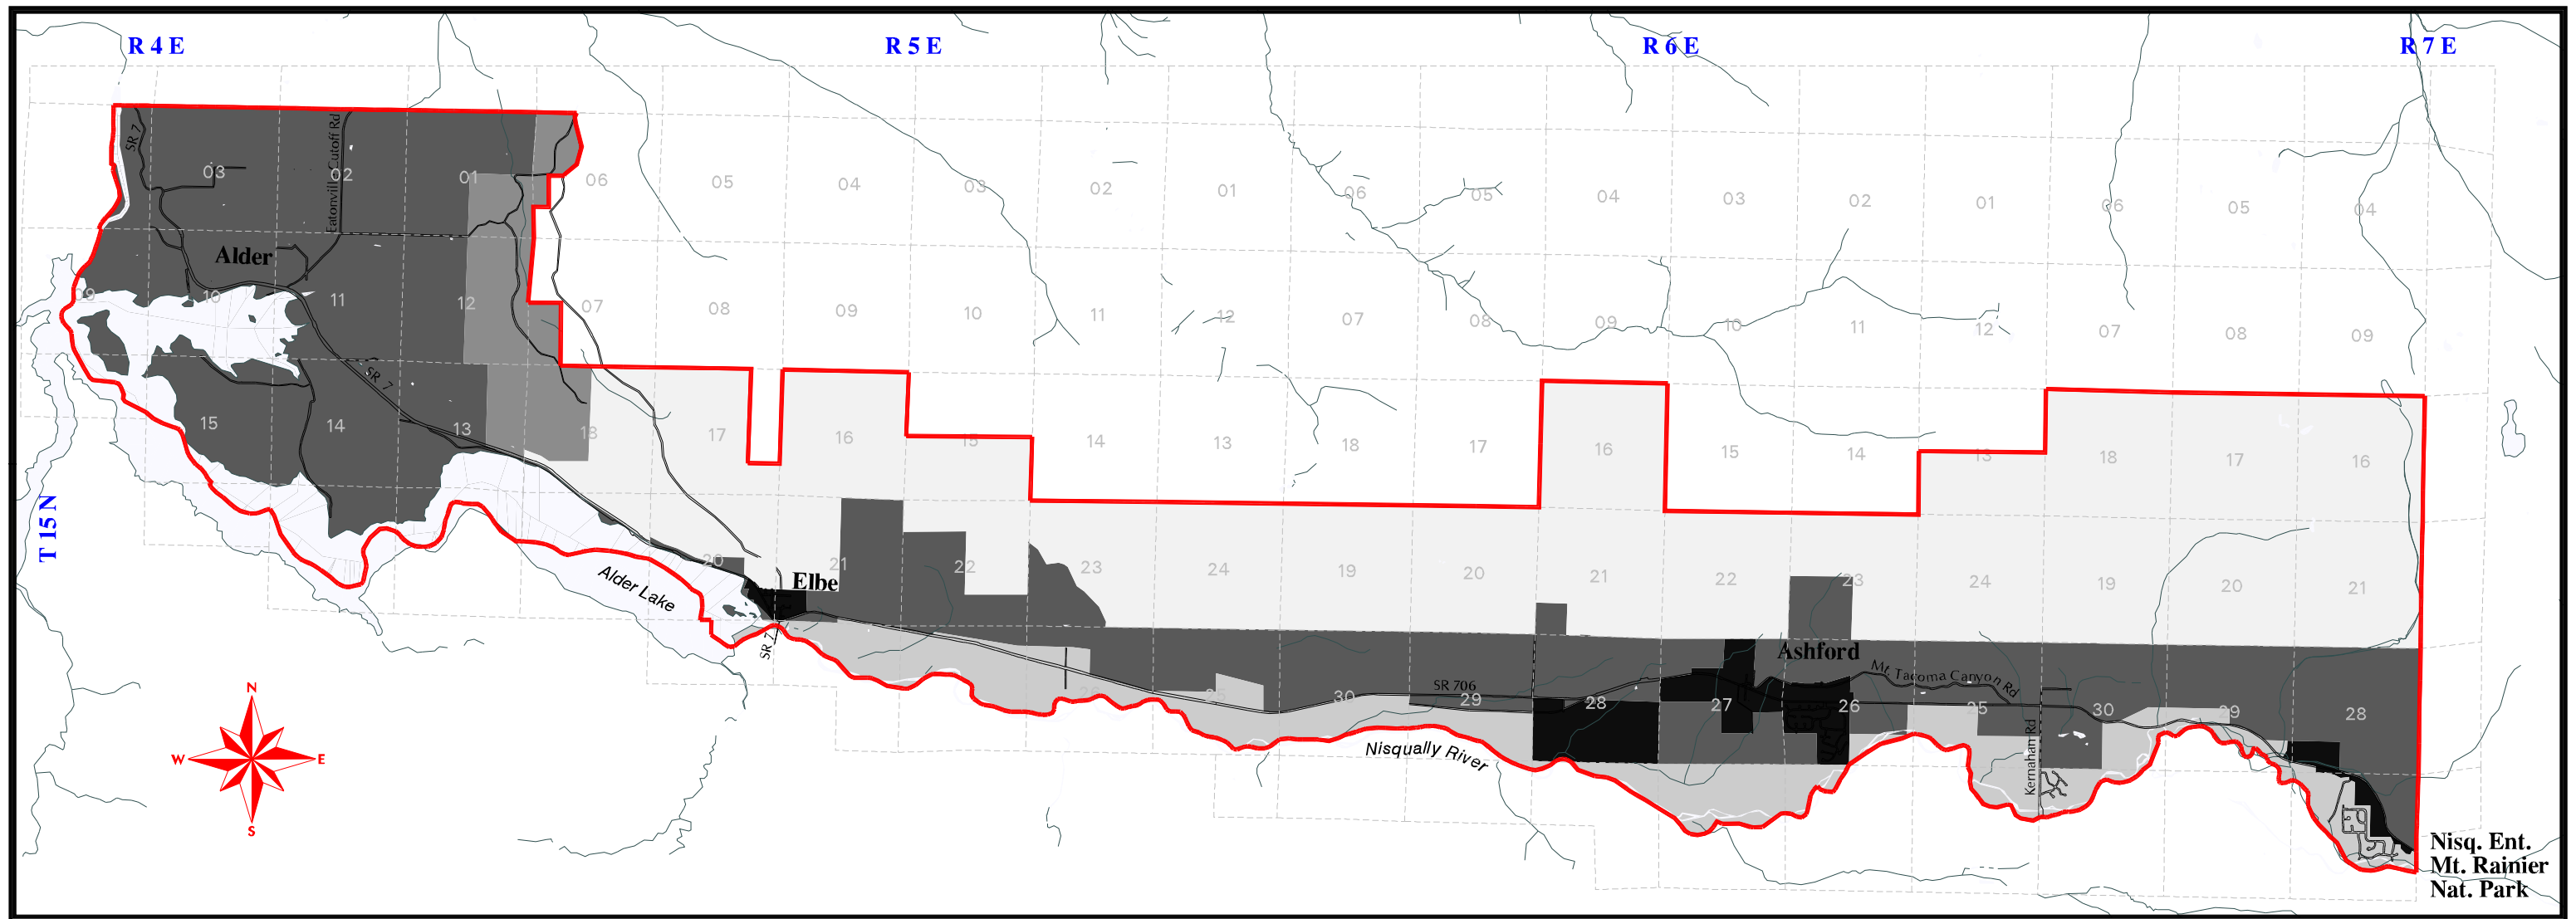 R 4 E R 5 E R 6 E R 7 E
SR 7
Eatonville Cutoff Rd
03 02 01 06 05 04 03 02 01 06 05 04 03 02 01 06 05 04
Alder
09 10 11 12 07 08 09 10 11 12 07 08 09 10 11 12 07 08 09
SR 7
15 14 13 18 17 16 15 14 13 18 17 16 15 14 13 18 17 16
T 15 N
20 21 22 23 24 19 20 21 22 23 24 19 20 21
Elbe
Alder Lake
SR 7
Ashford
Mt Tacoma Canyon Rd
SR 706
26 25 30 29 28 27 26 25 30 29 28
Nisqually River
Kernahan Rd
N
W E
S
Nisq. Ent.
Mt. Rainier
Nat. Park